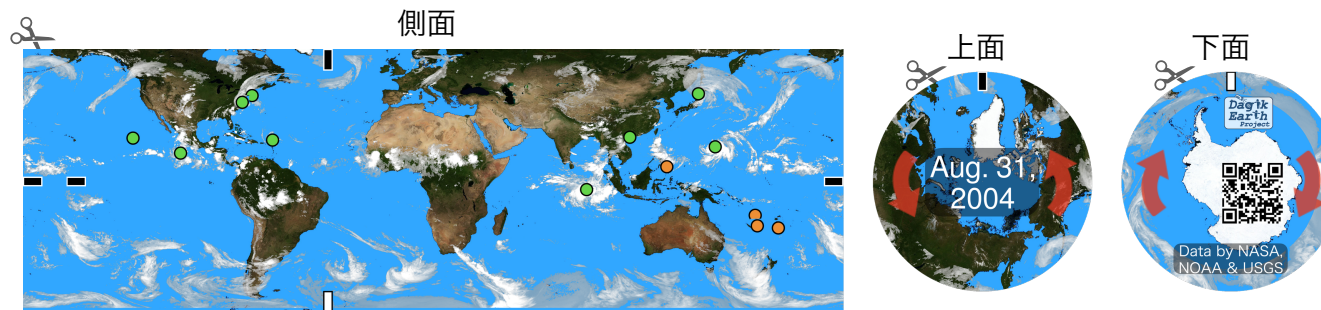 側面
上面
下面
Aug. 31,
2004
Dagik
Earth
Project
Data by NASA,
NOAA & USGS